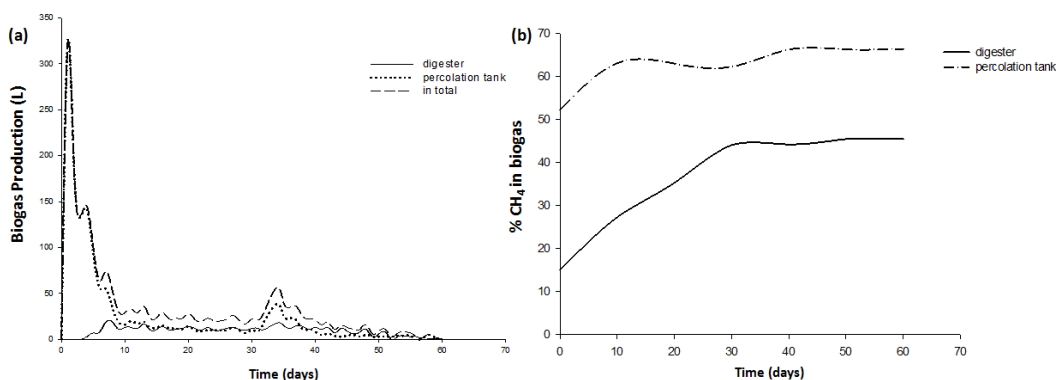 (a)
Biogas Production (L)
350
300
250
200
150
100
50
0
0 10 20 30 40 50 60 70
Time (days)
digester
percolation tank
in total
(b)
% CH₄ in biogas
70
60
50
40
30
20
10
0
0 10 20 30 40 50 60 70
Time (days)
digester
percolation tank